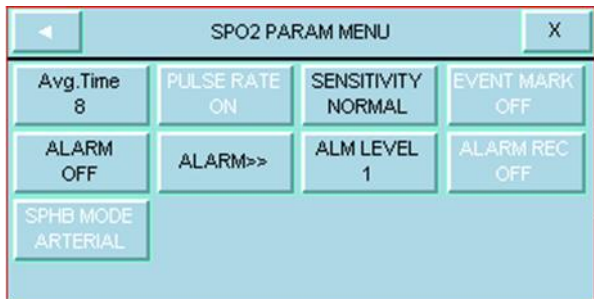 SPO2 PARAM MENU
X
Avg.Time
8
PULSE RATE
ON
SENSITIVITY
NORMAL
EVENT MARK
OFF
ALARM
OFF
ALARM>>
ALM LEVEL
1
ALARM REC
OFF
SPHB MODE
ARTERIAL